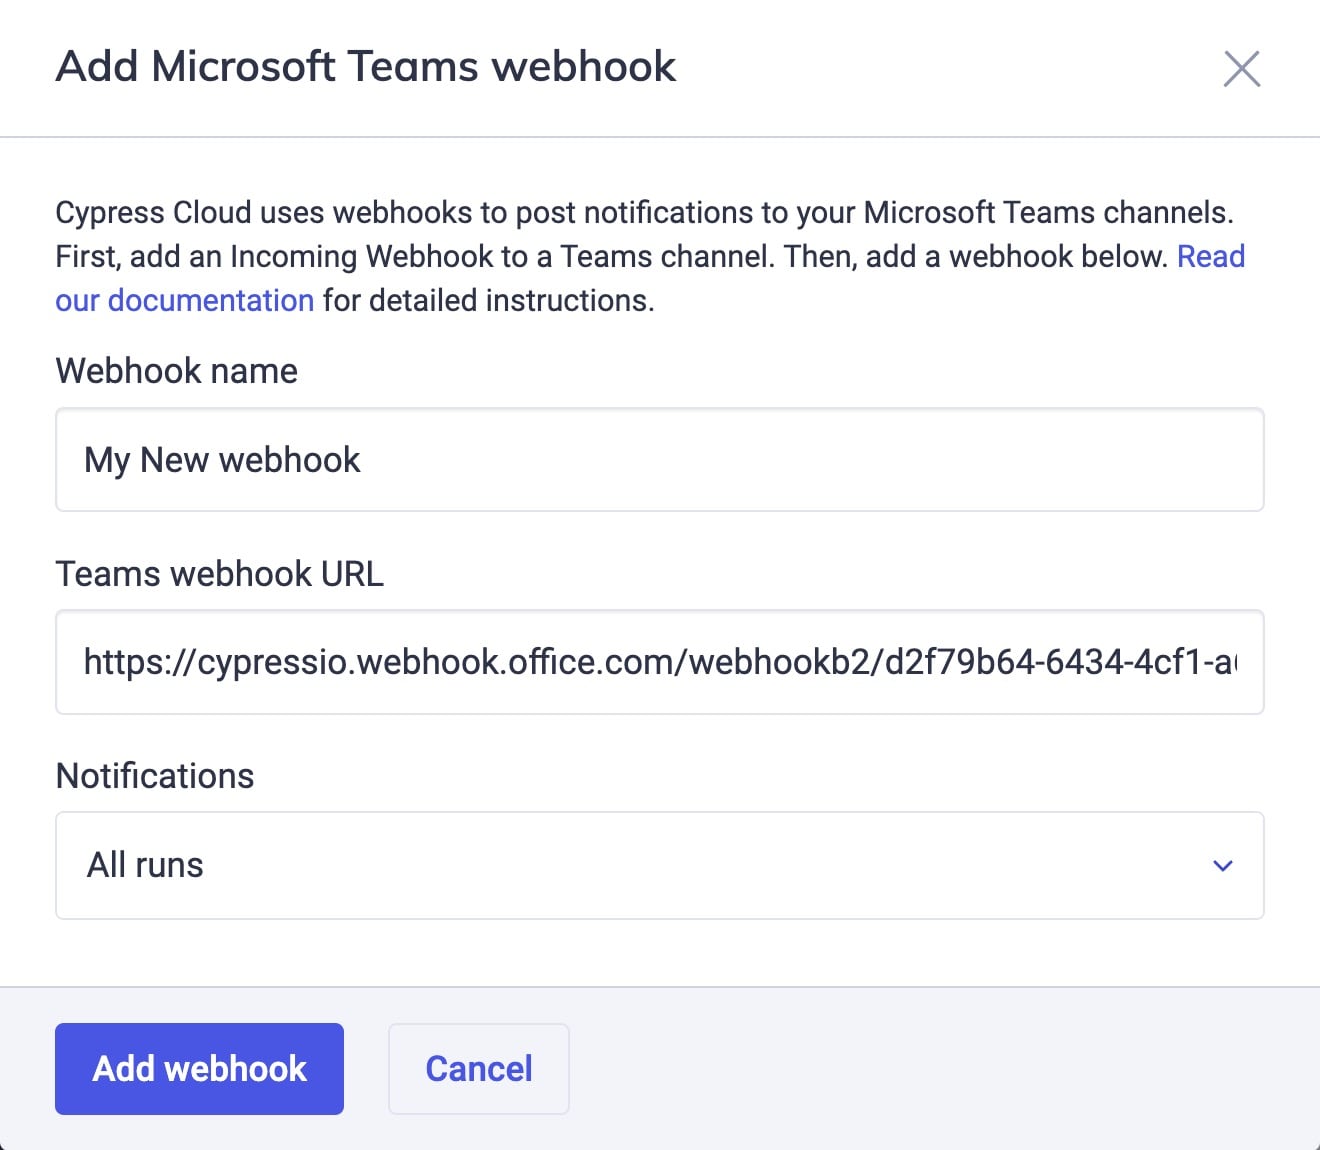 Add Microsoft Teams webhook
Cypress Cloud uses webhooks to post notifications to your Microsoft Teams channels.
First, add an Incoming Webhook to a Teams channel. Then, add a webhook below. Read
our documentation for detailed instructions.
Webhook name
My New webhook
Teams webhook URL
https://cypressio.webhook.office.com/webhookb2/d2f79b64-6434-4cf1-a
Notifications
All runs
Add webhook
Cancel